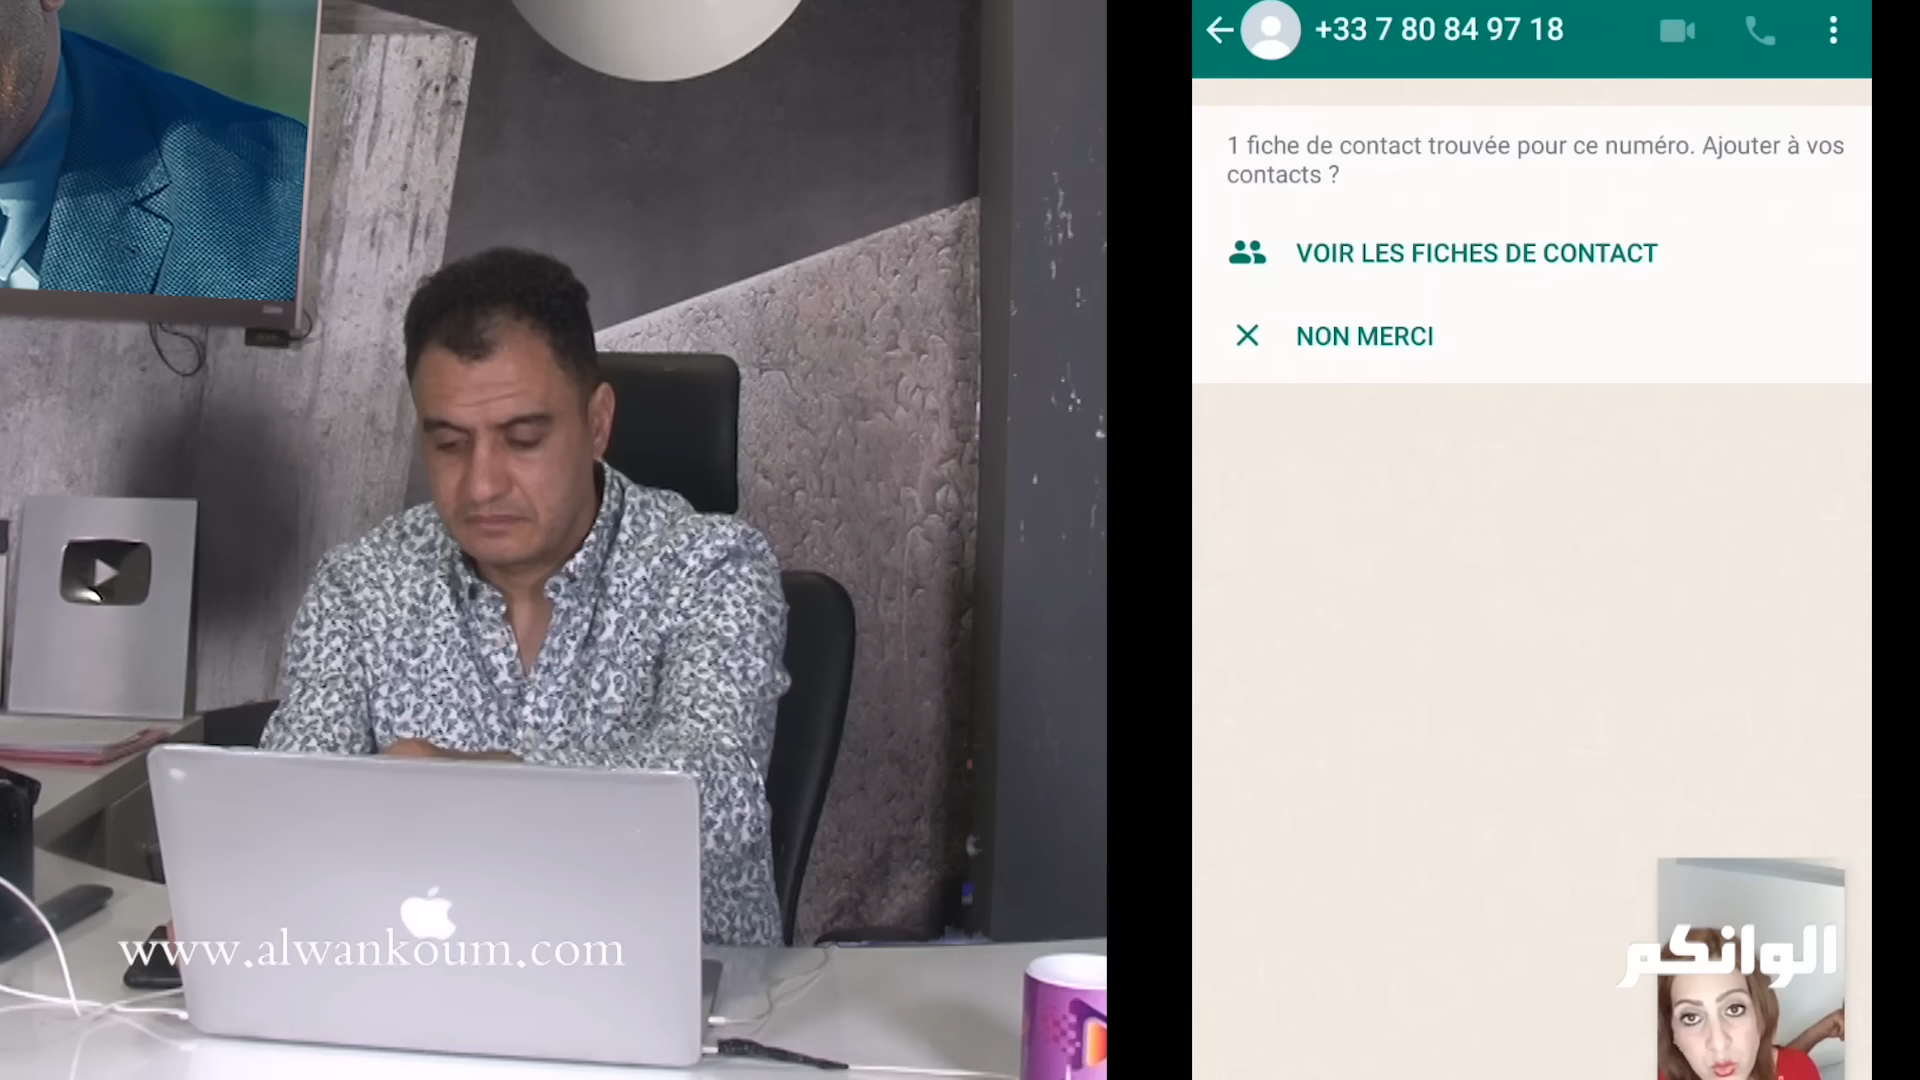 +33 7 80 84 97 18
1 fiche de contact trouvée pour ce numéro. Ajouter à vos
contacts ?
VOIR LES FICHES DE CONTACT
NON MERCI
www.alwankoum.com
الوانكم